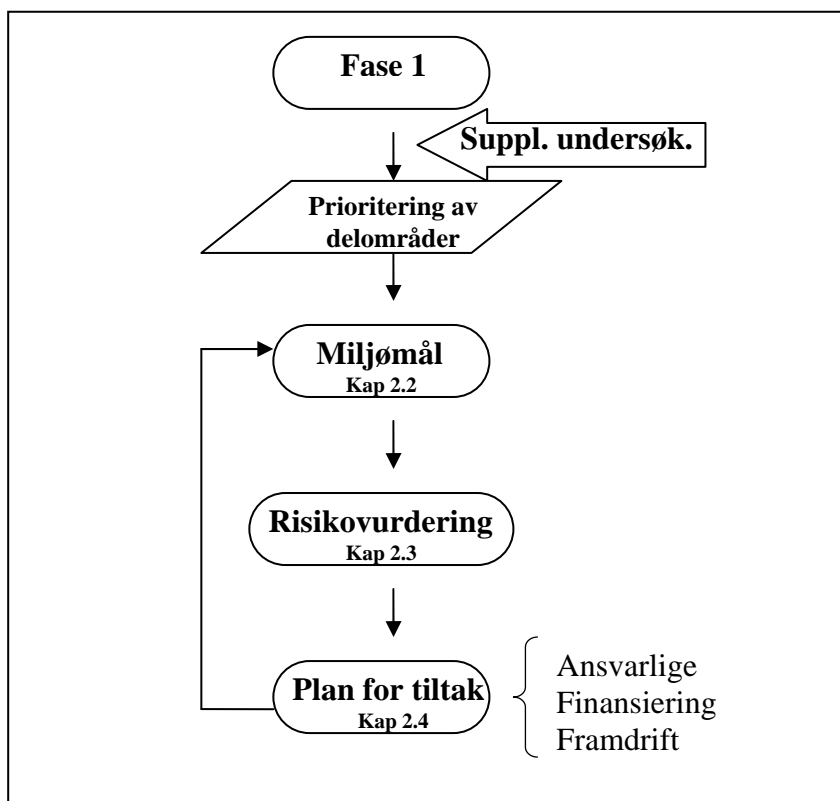 Fase 1
Suppl. undersøk.
Prioritering av
delområder
Miljømål
Kap 2.2
Risikovurdering
Kap 2.3
Plan for tiltak
Kap 2.4
Ansvarlige
Finansiering
Framdrift